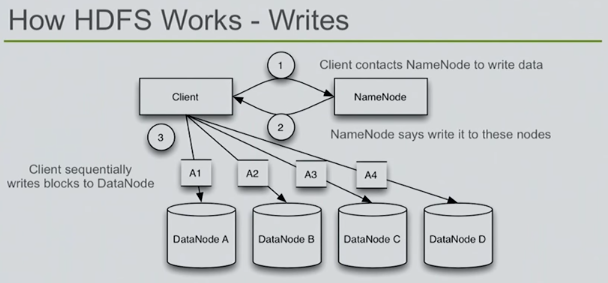 How HDFS Works - Writes
1
Client contacts NameNode to write data
Client
NameNode
2
NameNode says write it to these nodes
3
Client sequentially
writes blocks to DataNode
A1
A2
A3
A4
DataNode A
DataNode B
DataNode C
DataNode D